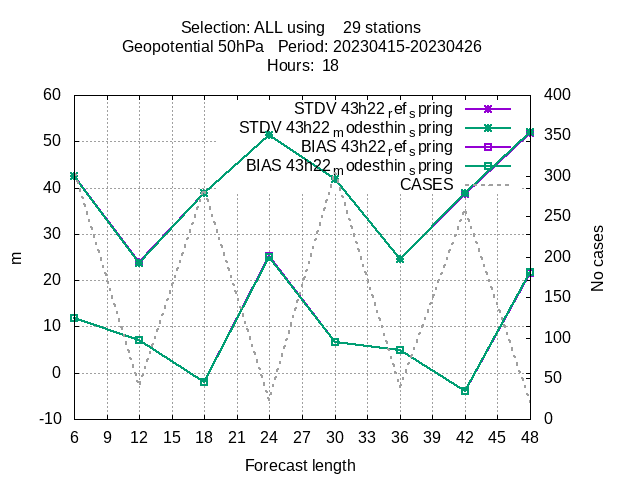 Selection: ALL using    29 stations
Geopotential 50hPa   Period: 20230415-20230426
Hours:  18
STDV 43h22_ref_spring
STDV 43h22_modesthin_spring
BIAS 43h22_ref_spring
BIAS 43h22_modesthin_spring
CASES
60
50
40
30
20
10
0
-10
m
400
350
300
250
200
150
100
50
0
No cases
6 9 12 15 18 21 24 27 30 33 36 39 42 45 48
Forecast length